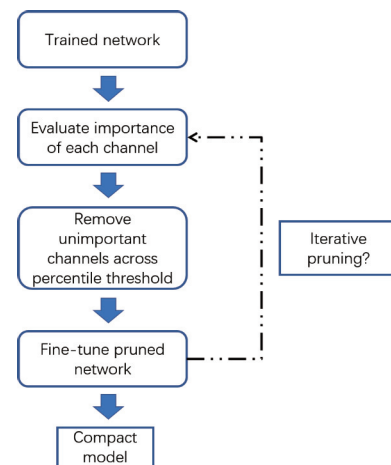 Trained network
Evaluate importance
of each channel
Remove
unimportant
channels across
percentile threshold
Iterative
pruning?
Fine-tune pruned
network
Compact
model